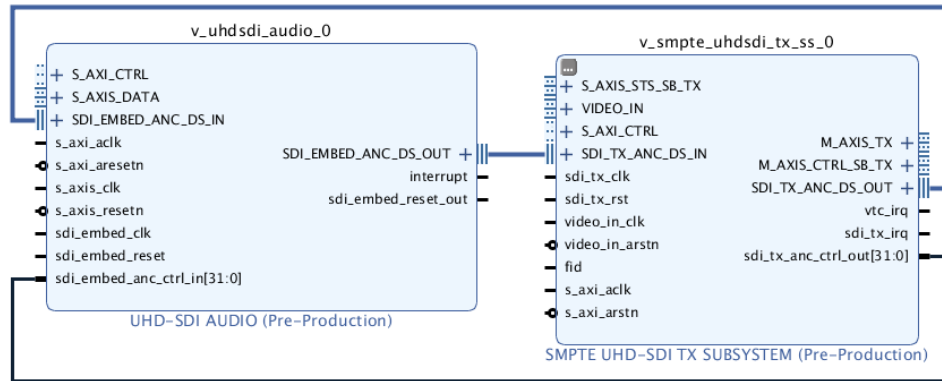 v_uhdsdi_audio_0
S_AXI_CTRL
S_AXIS_DATA
SDI_EMBED_ANC_DS_IN
s_axi_aclk
s_axi_aresetn
s_axis_clk
s_axis_resetn
sdi_embed_clk
sdi_embed_reset
sdi_embed_anc_ctrl_in[31:0]
SDI_EMBED_ANC_DS_OUT
interrupt
sdi_embed_reset_out
UHD-SDI AUDIO (Pre-Production)
v_smpte_uhdsdi_tx_ss_0
...
S_AXIS_STS_SB_TX
VIDEO_IN
S_AXI_CTRL
SDI_TX_ANC_DS_IN
sdi_tx_clk
sdi_tx_rst
video_in_clk
video_in_arstn
fid
s_axi_aclk
s_axi_arstn
M_AXIS_TX
M_AXIS_CTRL_SB_TX
SDI_TX_ANC_DS_OUT
vtc_irq
sdi_tx_irq
sdi_tx_anc_ctrl_out[31:0]
SMPTE UHD-SDI TX SUBSYSTEM (Pre-Production)